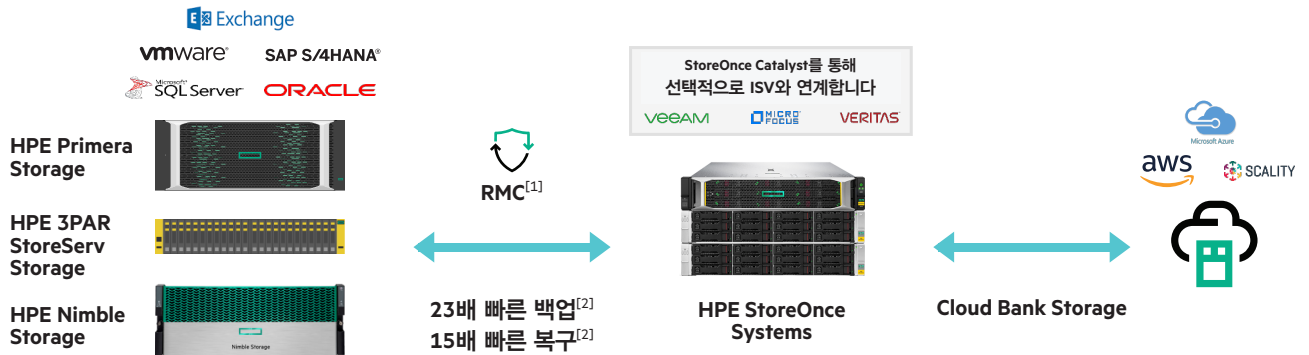 Exchange
vmware®
SAP S/4HANA®
Microsoft®
SQL Server®
ORACLE
HPE Primera
Storage
HPE 3PAR
StoreServ
Storage
HPE Nimble
Storage
Nimble Storage
RMC[1]
23배 빠른 백업[2]
15배 빠른 복구[2]
StoreOnce Catalyst를 통해
선택적으로 ISV와 연계합니다
veeAM
MICRO
FOCUS
VERITAS
HPE StoreOnce
Systems
Cloud Bank Storage
Microsoft Azure
aws
SCALITY